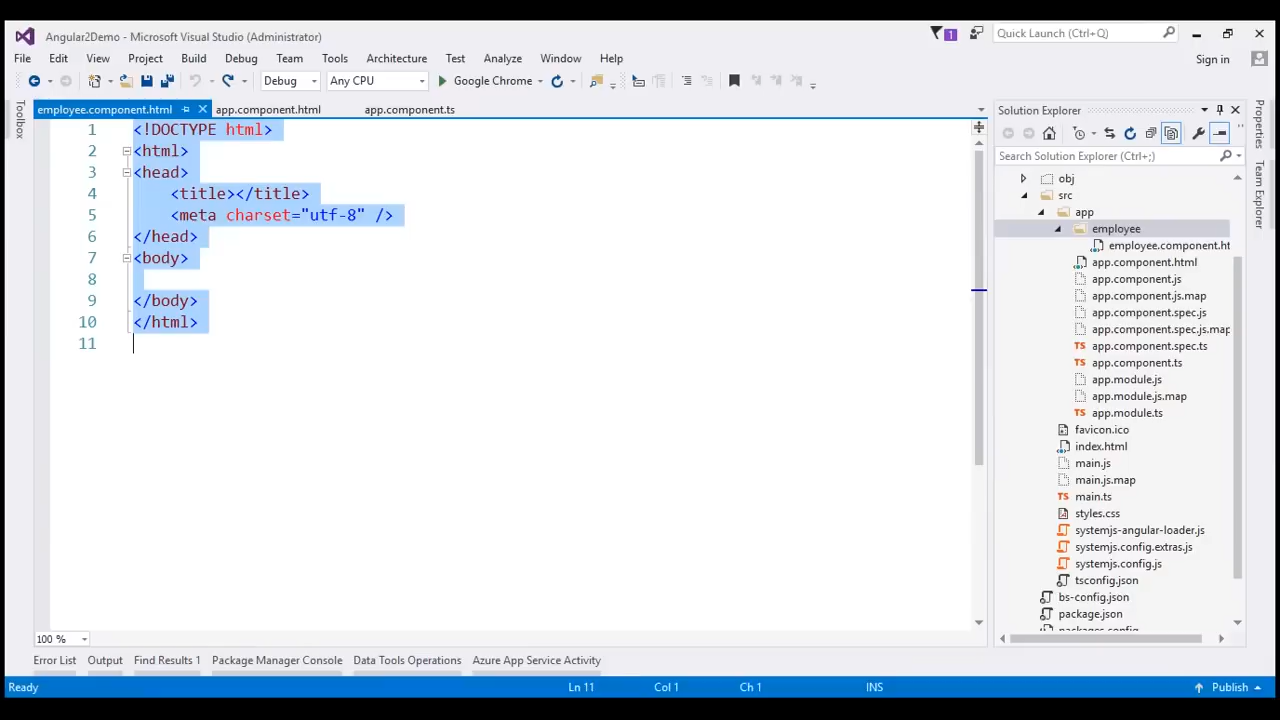 Angular2Demo - Microsoft Visual Studio (Administrator)
1
Quick Launch (Ctrl+Q)
File Edit View Project Build Debug Team Tools Architecture Test Analyze Window Help
Sign in
Debug Any CPU Google Chrome
Toolbox
employee.component.html app.component.html app.component.ts
1 <!DOCTYPE html>
2 <html>
3 <head>
4 <title></title>
5 <meta charset="utf-8" />
6 </head>
7 <body>
8
9 </body>
10 </html>
11
100 %
Solution Explorer
Search Solution Explorer (Ctrl+;)
obj
src
app
employee
employee.component.ht
app.component.html
app.component.js
app.component.js.map
app.component.spec.js
app.component.spec.js.map
TS app.component.spec.ts
TS app.component.ts
app.module.js
app.module.js.map
TS app.module.ts
favicon.ico
index.html
main.js
main.js.map
TS main.ts
styles.css
systemjs-angular-loader.js
systemjs.config.extras.js
systemjs.config.js
tsconfig.json
bs-config.json
package.json
packages.config
Properties
Team Explorer
Error List Output Find Results 1 Package Manager Console Data Tools Operations Azure App Service Activity
Ready Ln 11 Col 1 Ch 1 INS Publish